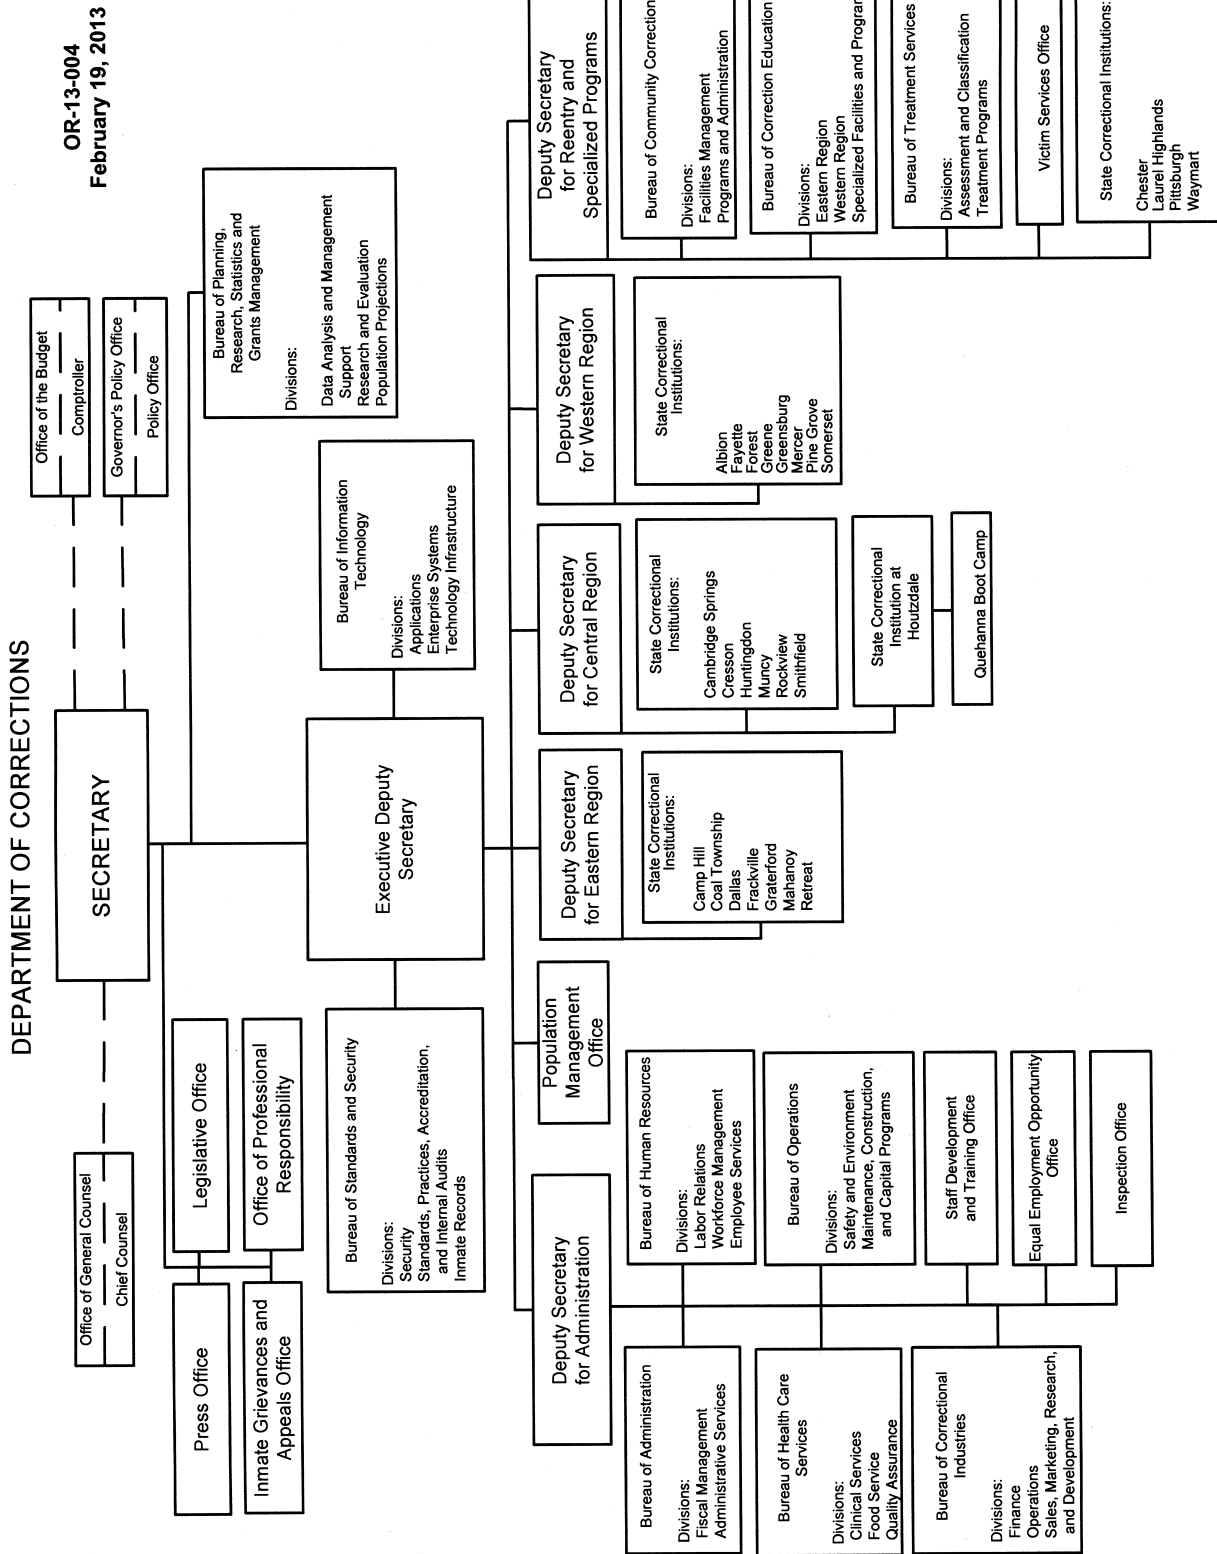 DEPARTMENT OF CORRECTIONS
OR-13-004
February 19, 2013
Office of General Counsel
Chief Counsel
SECRETARY
Office of the Budget
Comptroller
Governor's Policy Office
Policy Office
Press Office
Legislative Office
Inmate Grievances and
Appeals Office
Office of Professional
Responsibility
Bureau of Planning,
Research, Statistics and
Grants Management
Divisions:
Data Analysis and Management
Support
Research and Evaluation
Population Projections
Bureau of Standards and Security
Divisions:
Security
Standards, Practices, Accreditation,
and Internal Audits
Inmate Records
Executive Deputy
Secretary
Bureau of Information
Technology
Divisions:
Applications
Enterprise Systems
Technology Infrastructure
Deputy Secretary
for Administration
Bureau of Administration
Divisions:
Fiscal Management
Administrative Services
Bureau of Human Resources
Divisions:
Labor Relations
Workforce Management
Employee Services
Bureau of Health Care
Services
Divisions:
Clinical Services
Food Service
Quality Assurance
Bureau of Operations
Divisions:
Safety and Environment
Maintenance, Construction,
and Capital Programs
Bureau of Correctional
Industries
Divisions:
Finance
Operations
Sales, Marketing, Research,
and Development
Staff Development
and Training Office
Equal Employment Opportunity
Office
Inspection Office
Population
Management
Office
Deputy Secretary
for Eastern Region
State Correctional
Institutions:
Camp Hill
Coal Township
Dallas
Frackville
Graterford
Mahanoy
Retreat
Deputy Secretary
for Central Region
State Correctional
Institutions:
Cambridge Springs
Cresson
Huntingdon
Muncy
Rockview
Smithfield
State Correctional
Institution at
Houtzdale
Quehanna Boot Camp
Deputy Secretary
for Western Region
State Correctional
Institutions:
Albion
Fayette
Forest
Greene
Greensburg
Mercer
Pine Grove
Somerset
Deputy Secretary
for Reentry and
Specialized Programs
Bureau of Community Correction
Divisions:
Facilities Management
Programs and Administration
Bureau of Correction Education
Divisions:
Eastern Region
Western Region
Specialized Facilities and
Bureau of Treatment Services
Divisions:
Assessment and Classification
Treatment Programs
Victim Services Office
State Correctional Institutions:
Chester
Laurel Highlands
Pittsburgh
Waymart